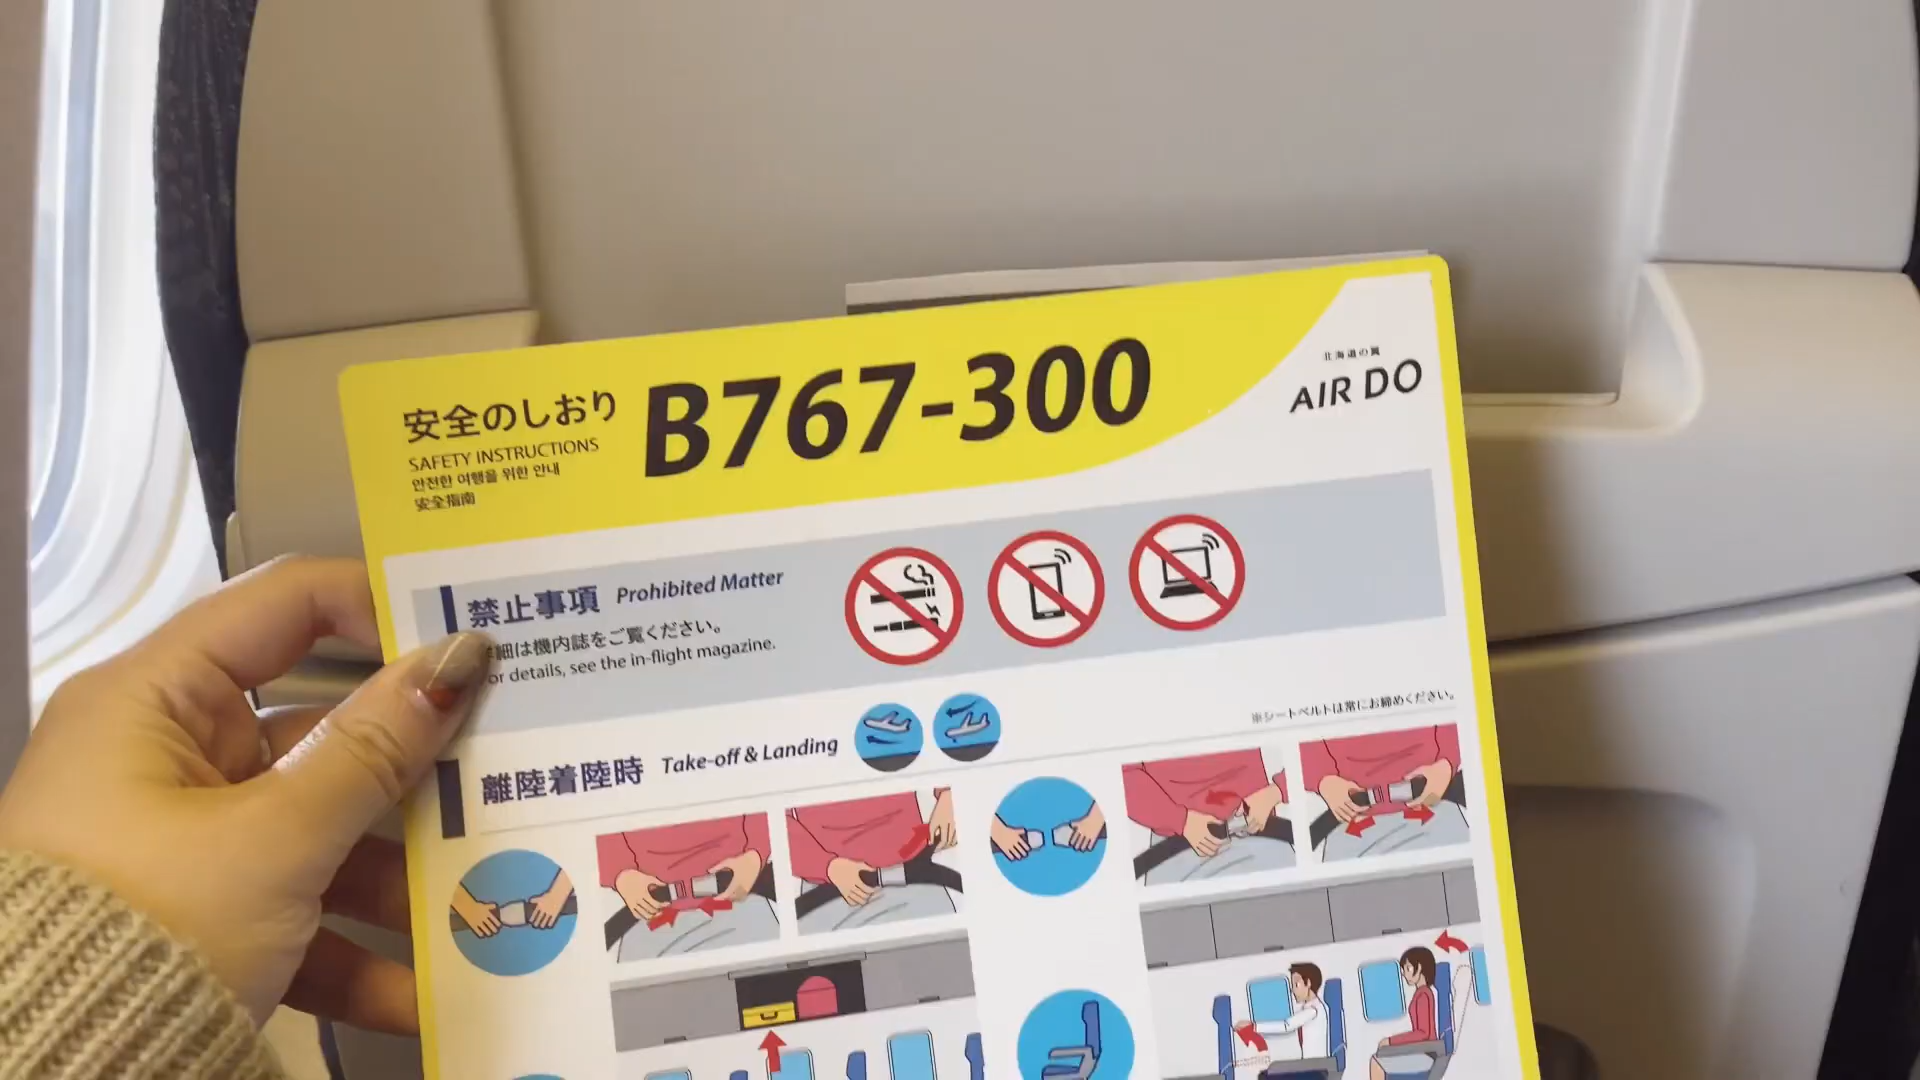 安全のしおり
SAFETY INSTRUCTIONS
안전한 여행을 위한 안내
安全指南
B767-300
北海道の翼
AIR DO
禁止事項 Prohibited Matter
細は機内誌をご覧ください。
or details, see the in-flight magazine.
離陸着陸時 Take-off & Landing
※シートベルトは常にお締めください。